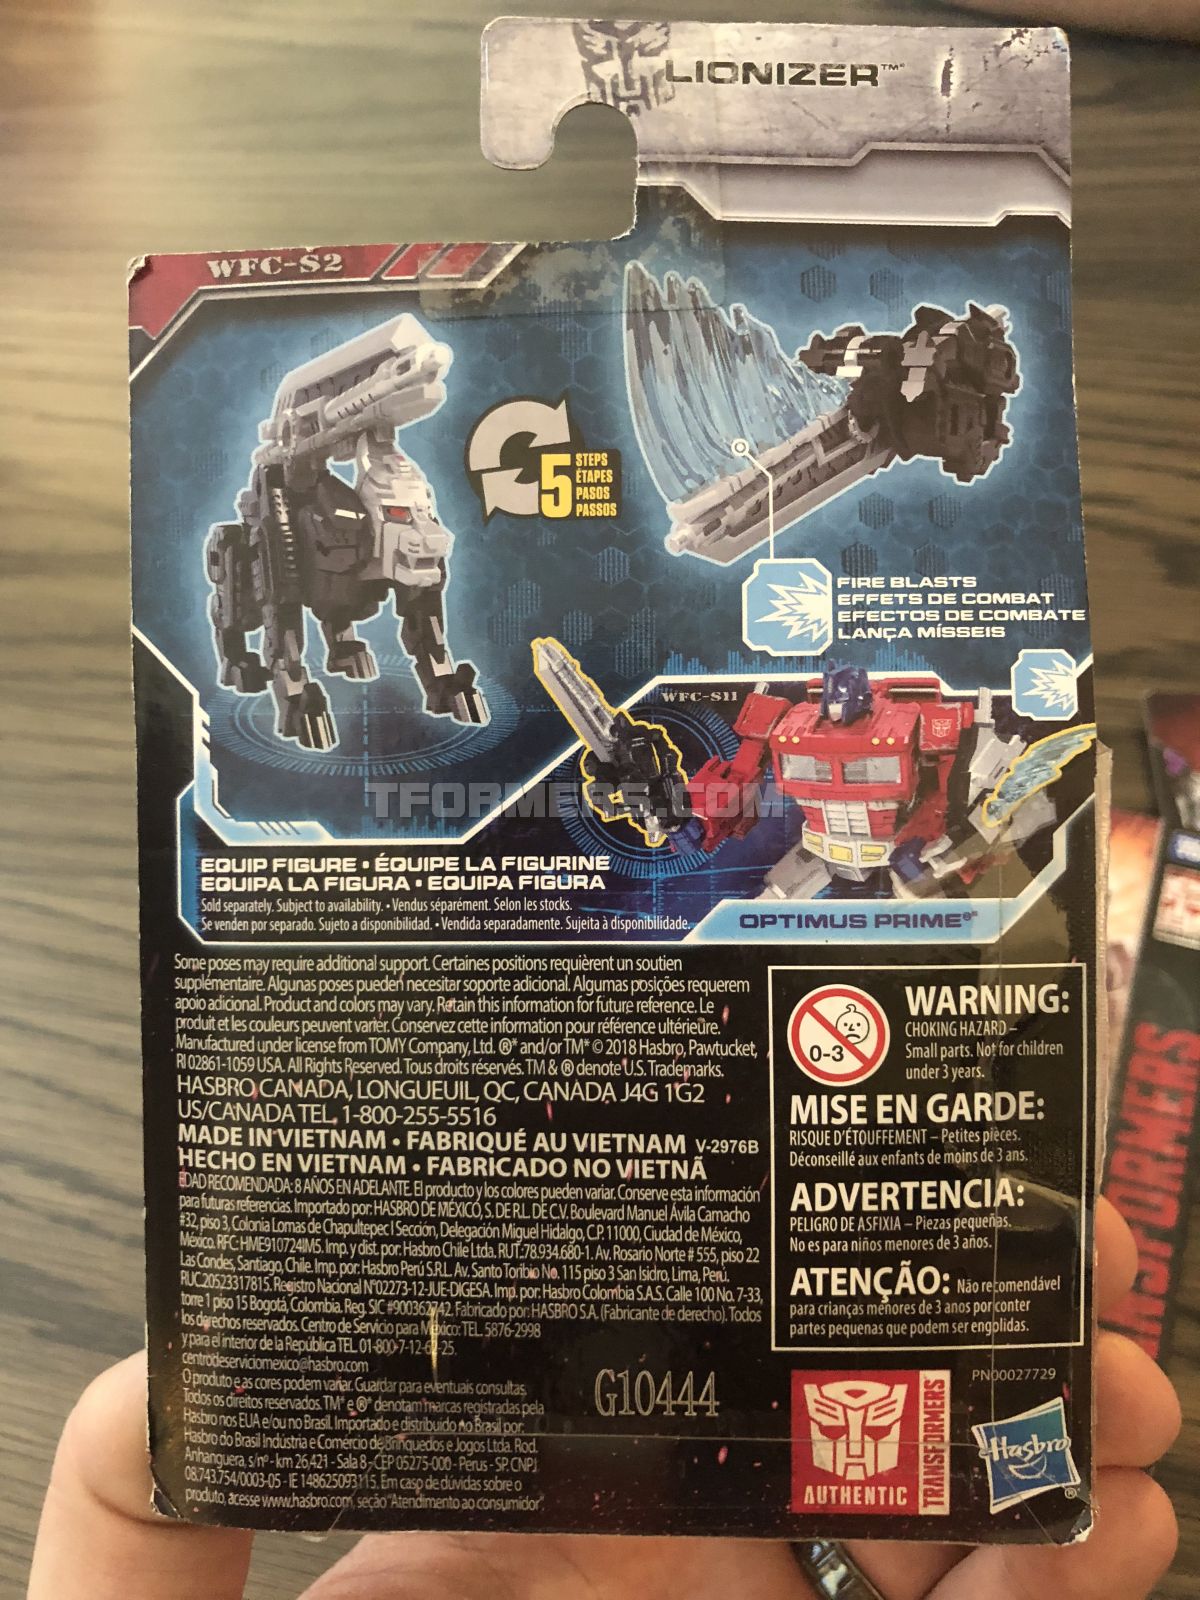 LIONIZER™
WFC-S2
5 STEPS
ÉTAPES
PASOS
PASSOS
FIRE BLASTS
EFFETS DE COMBAT
EFECTOS DE COMBATE
LANÇA MÍSSEIS
WFC-S11
TFORMERS.COM
EQUIP FIGURE • ÉQUIPE LA FIGURINE
EQUIPA LA FIGURA • EQUIPA FIGURA
Sold separately. Subject to availability. • Vendus séparément. Selon les stocks.
Se venden por separado. Sujeto a disponibilidad. • Vendida separadamente. Sujeita à disponibilidade.
OPTIMUS PRIME®*
Some poses may require additional support. Certaines positions requièrent un soutien
supplémentaire. Algunas poses pueden necesitar soporte adicional. Algumas posições requerem
apoio adicional. Product and colors may vary. Retain this information for future reference. Le
produit et les couleurs peuvent varier. Conservez cette information pour référence ultérieure.
Manufactured under license from TOMY Company, Ltd. ®* and/or TM* © 2018 Hasbro, Pawtucket,
RI 02861-1059 USA. All Rights Reserved. Tous droits réservés. TM & ® denote U.S. Trademarks.
HASBRO CANADA, LONGUEUIL, QC, CANADA J4G 1G2
US/CANADA TEL. 1-800-255-5516
MADE IN VIETNAM • FABRIQUÉ AU VIETNAM V-2976B
HECHO EN VIETNAM • FABRICADO NO VIETNÃ
EDAD RECOMENDADA: 8 AÑOS EN ADELANTE. El producto y los colores pueden variar. Conserve esta información
para futuras referencias. Importado por: HASBRO DE MÉXICO, S. DE R.L. DE C.V. Boulevard Manuel Ávila Camacho
#32, piso 3, Colonia Lomas de Chapultepec I Sección, Delegación Miguel Hidalgo, C.P. 11000, Ciudad de México,
México. RFC: HME910724IM5. Imp. y dist. por: Hasbro Chile Ltda. RUT.:78.934.680-1. Av. Rosario Norte # 555, piso 22
Las Condes, Santiago, Chile. Imp. por: Hasbro Perú S.R.L. Av. Santo Toribio No. 115 piso 3 San Isidro, Lima, Perú.
RUC 20523317815. Registro Nacional N°02273-12-JUE-DIGESA. Imp. por: Hasbro Colombia S.A.S. Calle 100 No. 7-33,
torre 1 piso 15 Bogotá, Colombia. Reg. SIC #900362742. Fabricado por: HASBRO S.A. (Fabricante de derecho). Todos
los derechos reservados. Centro de Servicio para México: TEL. 5876-2998
y para el interior de la República TEL. 01-800-7-12-62-25.
centrodeserviciomexico@hasbro.com
O produto e as cores podem variar. Guardar para eventuais consultas.
Todos os direitos reservados. TM* e ®* denotam marcas registradas pela
Hasbro nos EUA e/ou no Brasil. Importado e distribuído no Brasil por:
Hasbro do Brasil Indústria e Comércio de Brinquedos e Jogos Ltda. Rod.
Anhanguera, s/nº - km 26,421 - Sala 8 - CEP 05275-000 - Perus - SP. CNPJ
08.743.754/0003-05 - IE 148625093115. Em caso de dúvidas sobre o
produto, acesse www.hasbro.com, seção "Atendimento ao consumidor".
G10444
0-3
WARNING:
CHOKING HAZARD –
Small parts. Not for children
under 3 years.
MISE EN GARDE:
RISQUE D'ÉTOUFFEMENT – Petites pièces.
Déconseillé aux enfants de moins de 3 ans.
ADVERTENCIA:
PELIGRO DE ASFIXIA – Piezas pequeñas.
No es para niños menores de 3 años.
ATENÇÃO: Não recomendável
para crianças menores de 3 anos por conter
partes pequenas que podem ser engolidas.
PN00027729
AUTHENTIC
TRANSFORMERS
Hasbro®